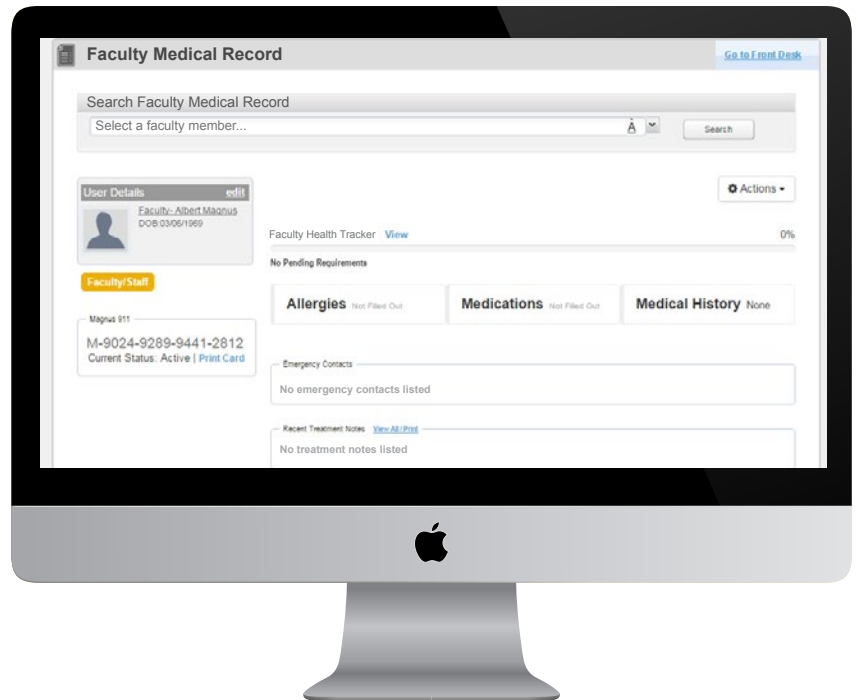 Faculty Medical Record
Go to Front Desk
Search Faculty Medical Record
Select a faculty member...
Search
User Details edit
Faculty- Albert Magnus
DOB:03/06/1969
Actions
Faculty Health Tracker View 0%
No Pending Requirements
Faculty/Staff
Allergies Not Filled Out
Medications Not Filled Out
Medical History None
Magnus 911
M-9024-9289-9441-2812
Current Status: Active | Print Card
Emergency Contacts
No emergency contacts listed
Recent Treatment Notes View All/Print
No treatment notes listed